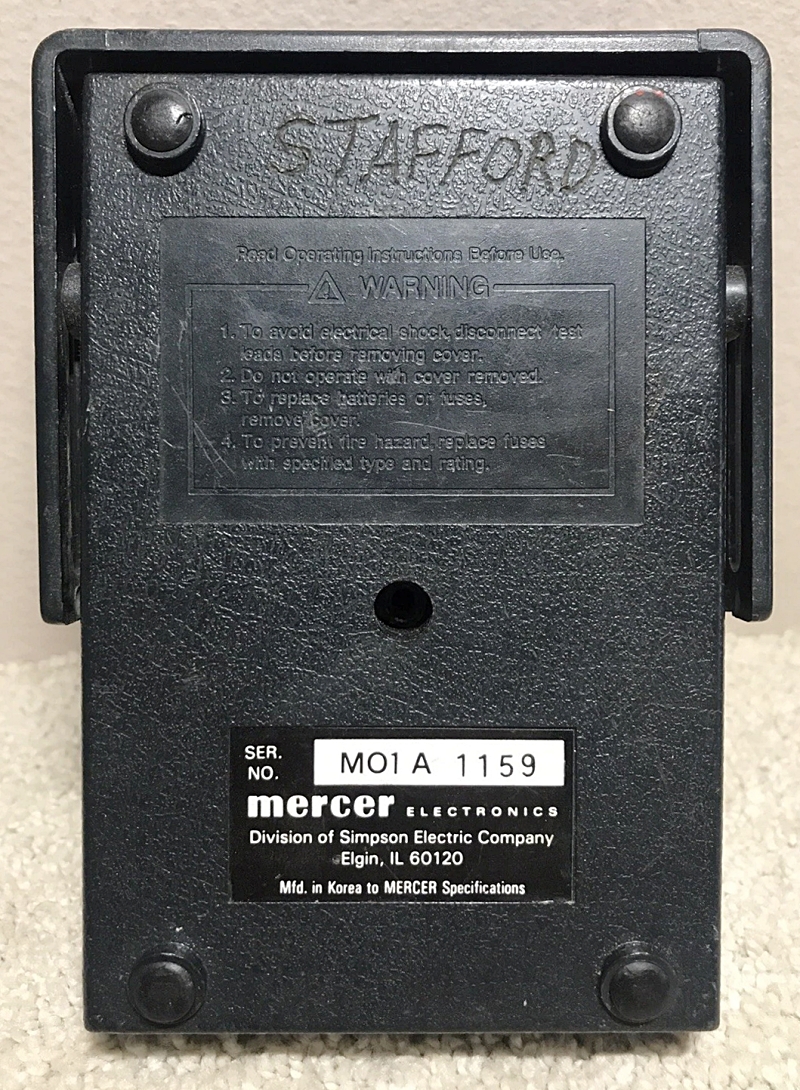 STAFFORD
Read Operating Instructions Before Use.
WARNING
1. To avoid electrical shock, disconnect test
leads before removing cover.
2. Do not operate with cover removed.
3. To replace batteries or fuses,
remove cover.
4. To prevent fire hazard, replace fuses
with specified type and rating.
SER.
NO.
MO1 A 1159
mercer ELECTRONICS
Division of Simpson Electric Company
Elgin, IL 60120
Mfd. in Korea to MERCER Specifications